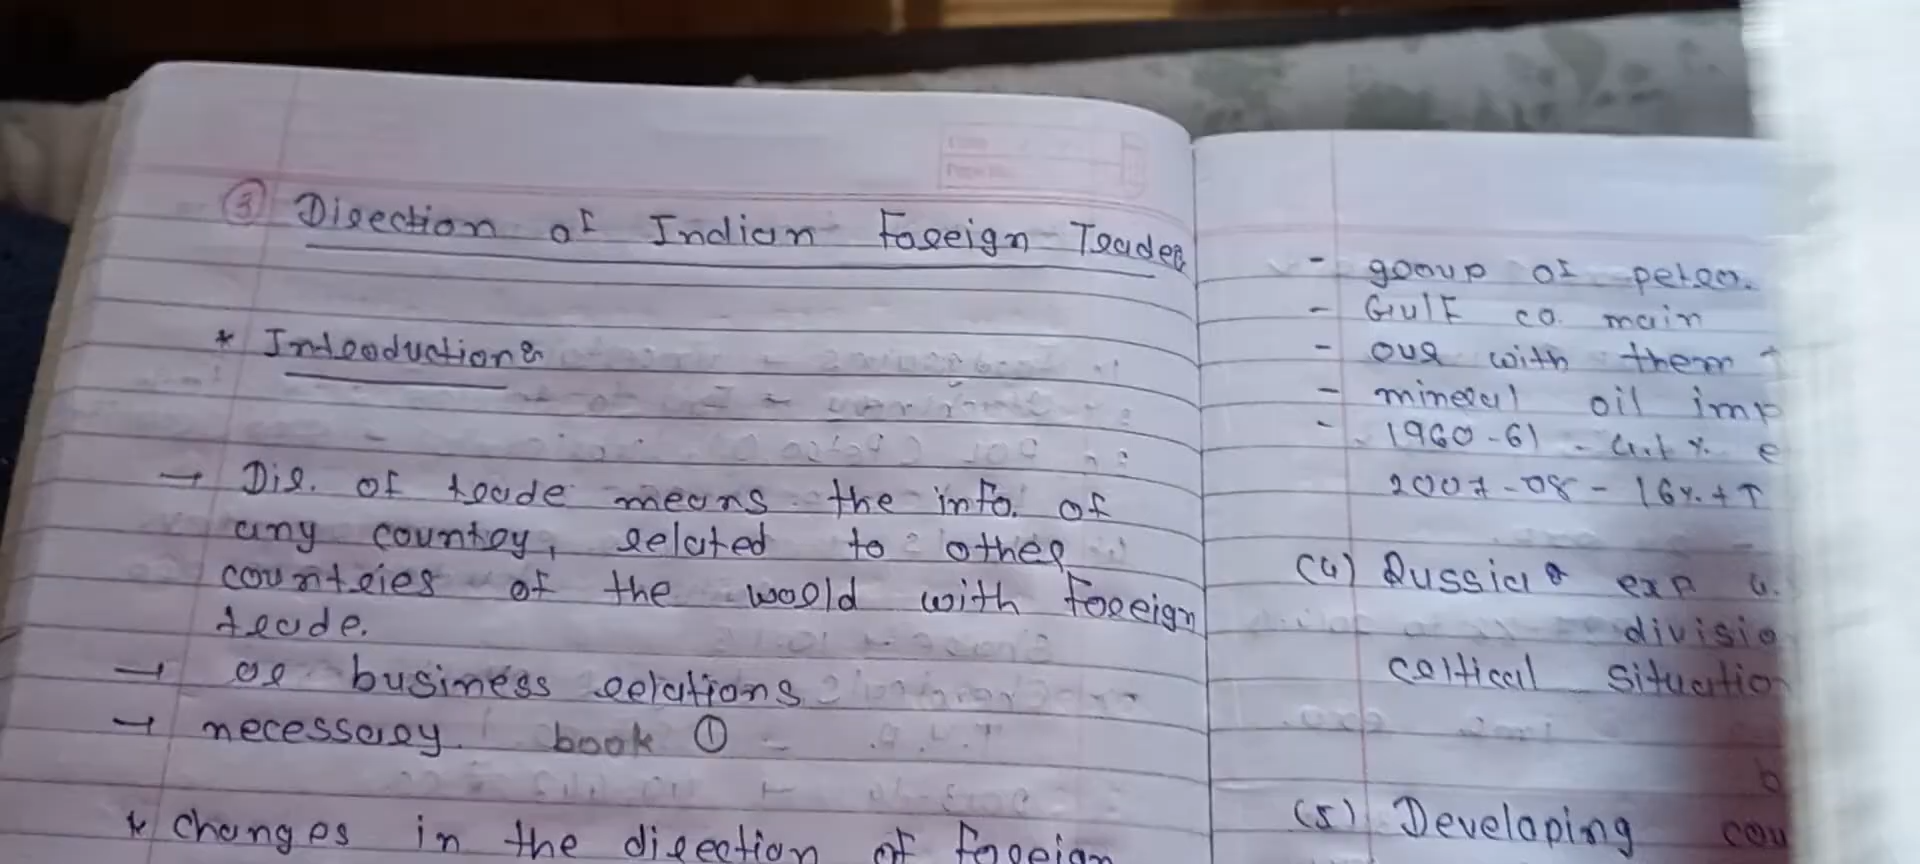 ③ Direction of Indian Foreign Trade:
* Introduction:
→ Dir. of trade means the info. of
any country, related to other
countries of the world with foreign
trade.
→ or business relations
→ necessary. book ①
* changes in the direction of foreign
- group of petro.
- Gulf co. main
- our with them
- mineral oil imp
- 1960-61 - 
2007-08 - 16%.
(4) Russia: exp
divisio
critical situation
(5) Developing cou